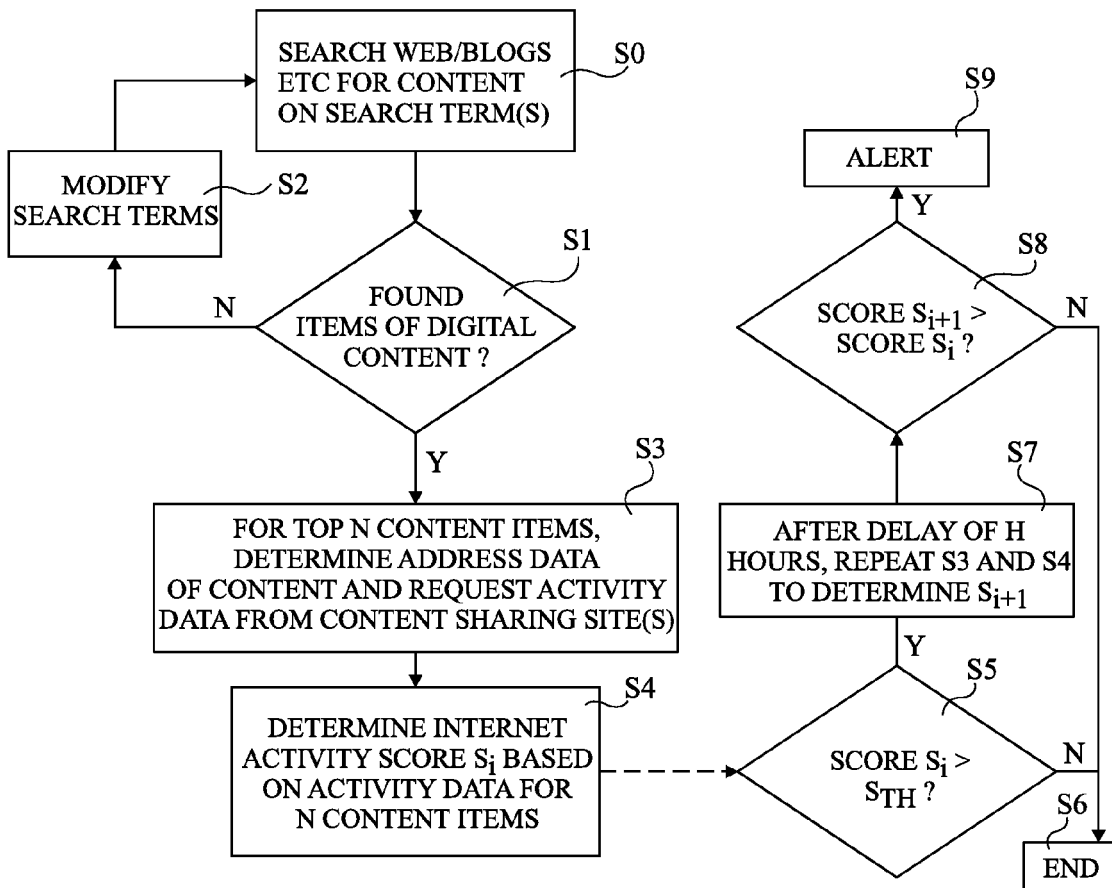 SEARCH WEB/BLOGS
ETC FOR CONTENT
ON SEARCH TERM(S)
S0
MODIFY
SEARCH TERMS
S2
FOUND
ITEMS OF DIGITAL
CONTENT ?
S1
N
Y
FOR TOP N CONTENT ITEMS,
DETERMINE ADDRESS DATA
OF CONTENT AND REQUEST ACTIVITY
DATA FROM CONTENT SHARING SITE(S)
S3
DETERMINE INTERNET
ACTIVITY SCORE Si BASED
ON ACTIVITY DATA FOR
N CONTENT ITEMS
S4
SCORE Si >
STH ?
S5
N
Y
END
S6
AFTER DELAY OF H
HOURS, REPEAT S3 AND S4
TO DETERMINE Si+1
S7
SCORE Si+1 >
SCORE Si ?
S8
N
Y
ALERT
S9